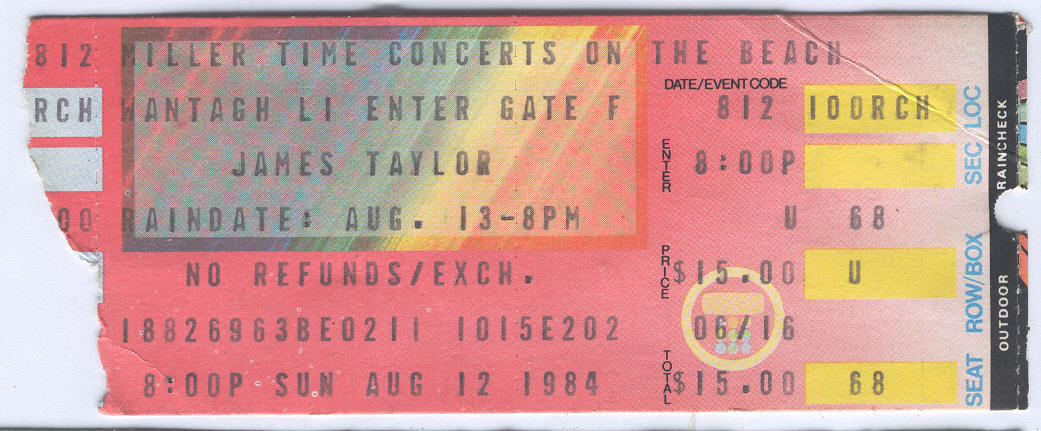 812 MILLER TIME CONCERTS ON THE BEACH
DATE/EVENT CODE
RCH WANTAGH LI ENTER GATE F 812 100RCH
JAMES TAYLOR ENTER 8:00P
00 RAINDATE: AUG. 13-8PM U 68
NO REFUNDS/EXCH. PRICE $15.00 U
18826963BE0211 1015E202 06/16
8:00P SUN AUG 12 1984 TOTAL $15.00 68
SEAT ROW/BOX SEC LOC
OUTDOOR RAINCHECK